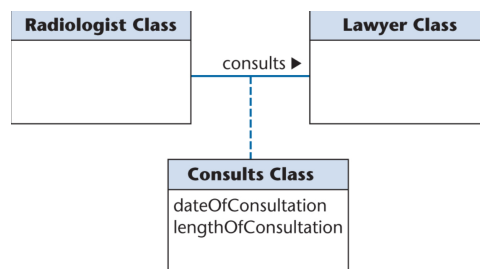 Radiologist Class
Lawyer Class
consults ▶
Consults Class
dateOfConsultation
lengthOfConsultation